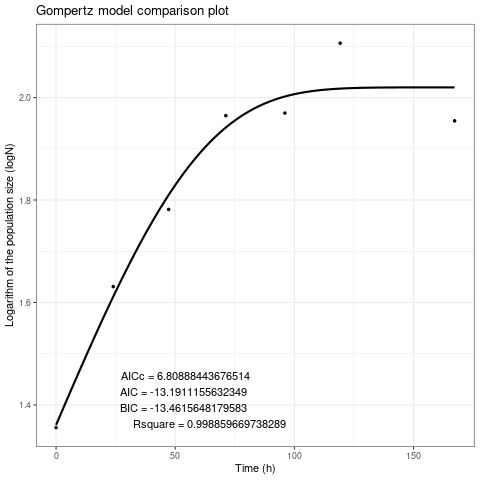 Gompertz model comparison plot
Logarithm of the population size (logN)
2.0
1.8
1.6
1.4
AICc = 6.80888443676514
AIC = -13.1911155632349
BIC = -13.4615648179583
Rsquare = 0.998859669738289
0 50 100 150
Time (h)